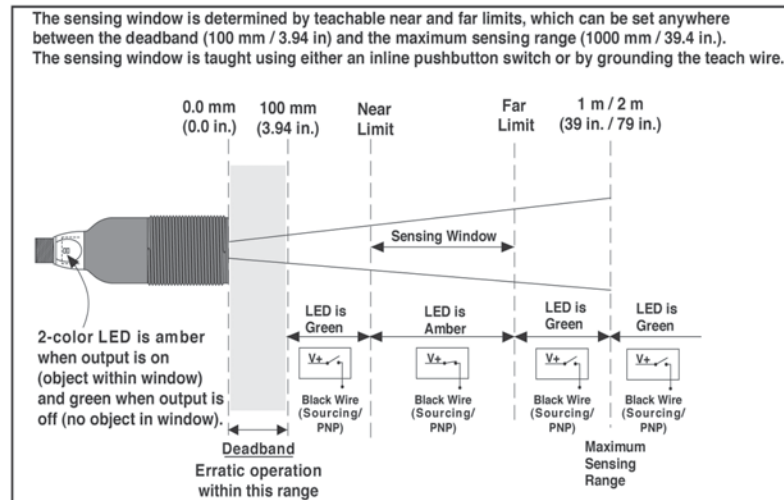 The sensing window is determined by teachable near and far limits, which can be set anywhere
between the deadband (100 mm / 3.94 in) and the maximum sensing range (1000 mm / 39.4 in.).
The sensing window is taught using either an inline pushbutton switch or by grounding the teach wire.
0.0 mm
(0.0 in.)
100 mm
(3.94 in.)
Near
Limit
Far
Limit
1 m / 2 m
(39 in. / 79 in.)
Sensing Window
2-color LED is amber
when output is on
(object within window)
and green when output is
off (no object in window).
LED is
Green
LED is
Amber
LED is
Green
LED is
Green
V+
V+
V+
V+
Black Wire
(Sourcing/
PNP)
Black Wire
(Sourcing/
PNP)
Black Wire
(Sourcing/
PNP)
Black Wire
(Sourcing/
PNP)
Deadband
Erratic operation
within this range
Maximum
Sensing
Range